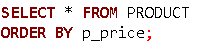 SELECT * FROM PRODUCT
ORDER BY p_price;